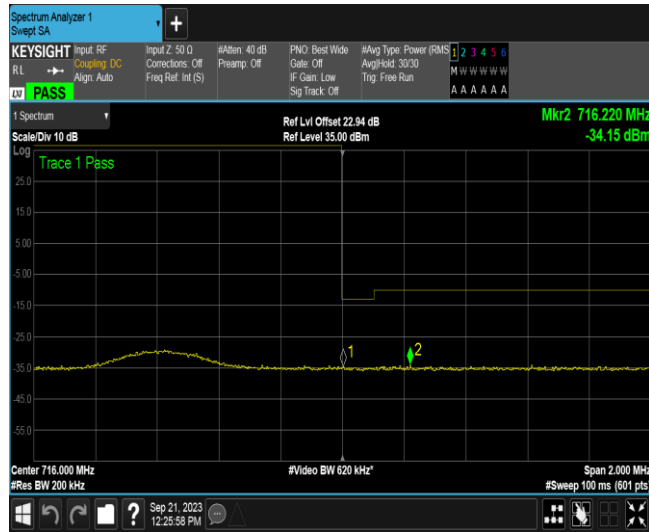 Spectrum Analyzer 1
Swept SA
+
KEYSIGHT Input: RF Input Z: 50 Ω #Atten: 40 dB PNO: Best Wide #Avg Type: Power (RMS 1 2 3 4 5 6
RL Coupling: DC Corrections: Off Preamp: Off Gate: Off Avg|Hold: 30/30 M W W W W W
Align: Auto Freq Ref: Int (S) IF Gain: Low Trig: Free Run
LXI PASS Sig Track: Off A A A A A A
1 Spectrum Ref Lvl Offset 22.94 dB Mkr2 716.220 MHz
Scale/Div 10 dB Ref Level 35.00 dBm -34.15 dBm
Log
Trace 1 Pass
25.0
15.0
5.00
-5.00
-15.0
-25.0
1 2
-35.0
-45.0
-55.0
Center 716.000 MHz #Video BW 620 kHz* Span 2.000 MHz
#Res BW 200 kHz #Sweep 100 ms (601 pts)
? Sep 21, 2023
12:25:58 PM